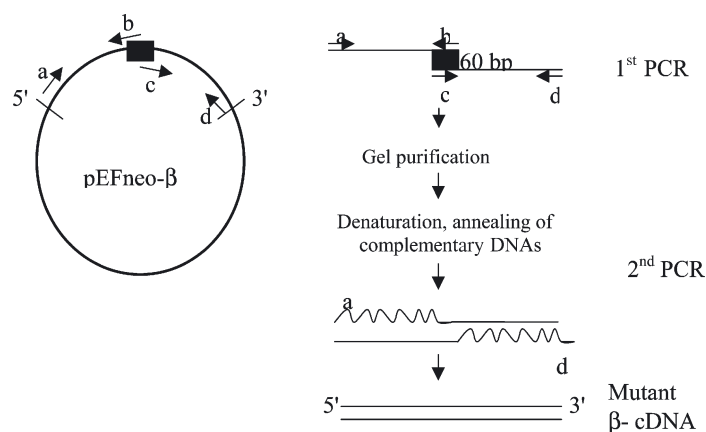 b
a
c
5'
3'
d
pEFneo-β
a
b
60 bp
c
d
1st PCR
Gel purification
Denaturation, annealing of
complementary DNAs
2nd PCR
a
d
5'
3'
Mutant
β- cDNA